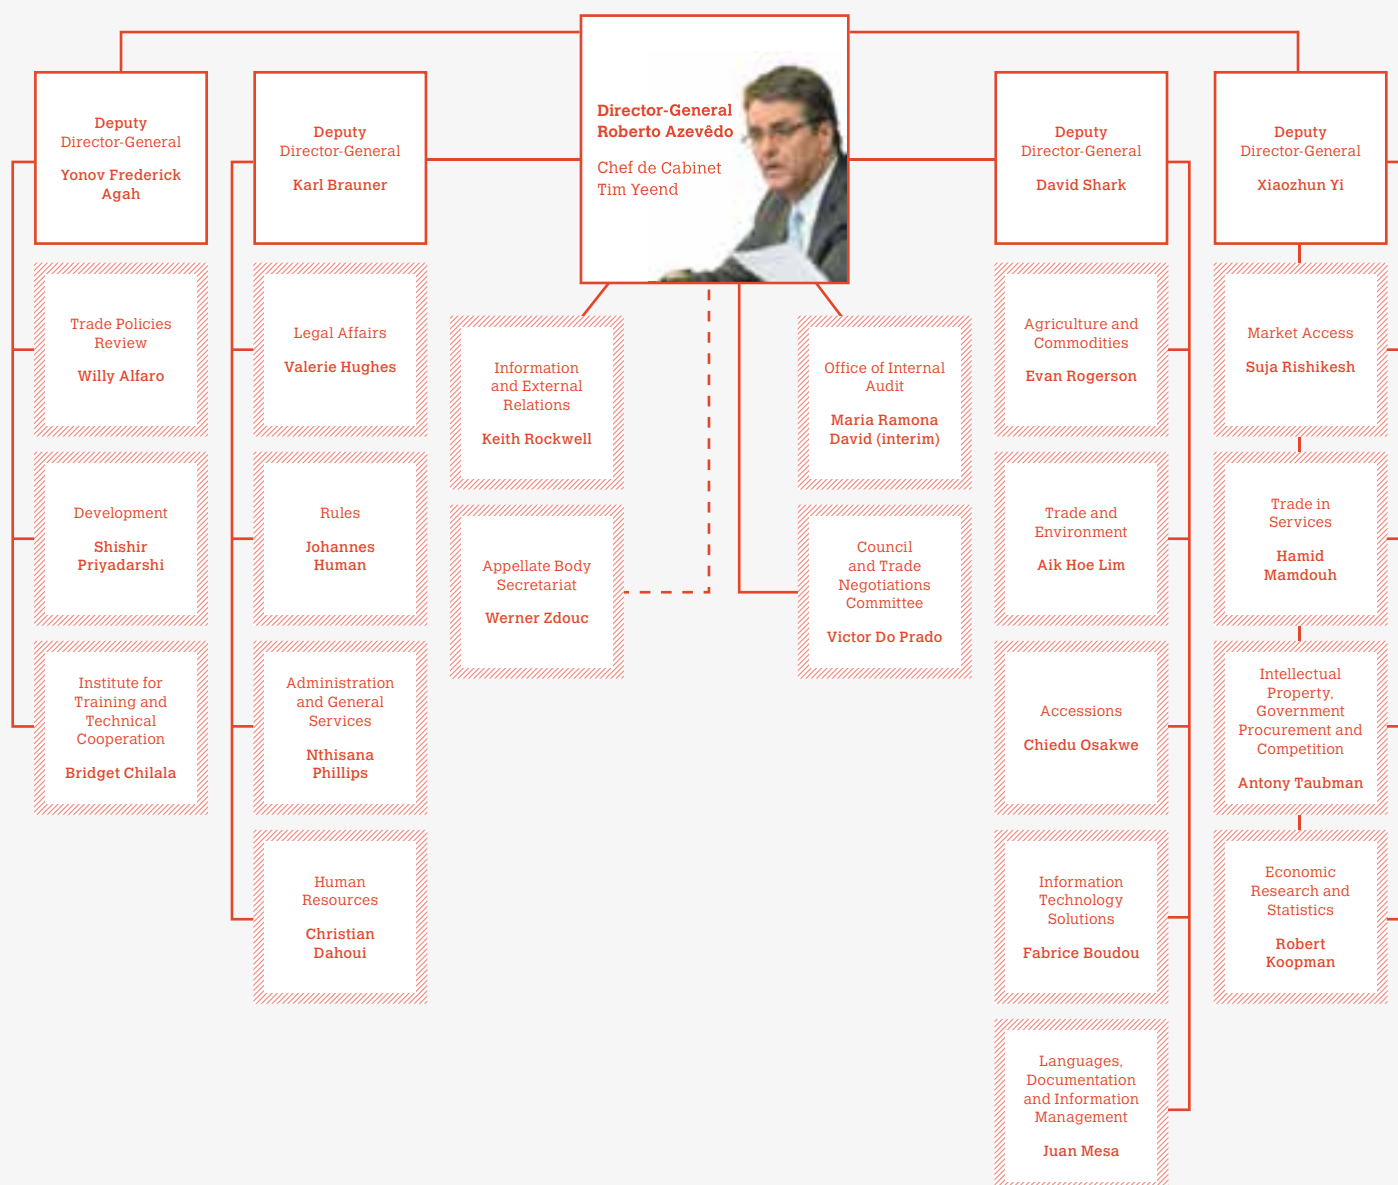 Director-General
Roberto Azevêdo
Chef de Cabinet
Tim Yeend
Deputy
Director-General
Yonov Frederick
Agah
Trade Policies
Review
Willy Alfaro
Development
Shishir
Priyadarshi
Institute for
Training and
Technical
Cooperation
Bridget Chilala
Deputy
Director-General
Karl Brauner
Legal Affairs
Valerie Hughes
Rules
Johannes
Human
Administration
and General
Services
Nthisana
Phillips
Human
Resources
Christian
Dahoui
Information
and External
Relations
Keith Rockwell
Appellate Body
Secretariat
Werner Zdouc
Office of Internal
Audit
Maria Ramona
David (interim)
Council
and Trade
Negotiations
Committee
Victor Do Prado
Deputy
Director-General
David Shark
Agriculture and
Commodities
Evan Rogerson
Trade and
Environment
Aik Hoe Lim
Accessions
Chiedu Osakwe
Information
Technology
Solutions
Fabrice Boudou
Languages,
Documentation
and Information
Management
Juan Mesa
Deputy
Director-General
Xiaozhun Yi
Market Access
Suja Rishikesh
Trade in
Services
Hamid
Mamdouh
Intellectual
Property,
Government
Procurement and
Competition
Antony Taubman
Economic
Research and
Statistics
Robert
Koopman